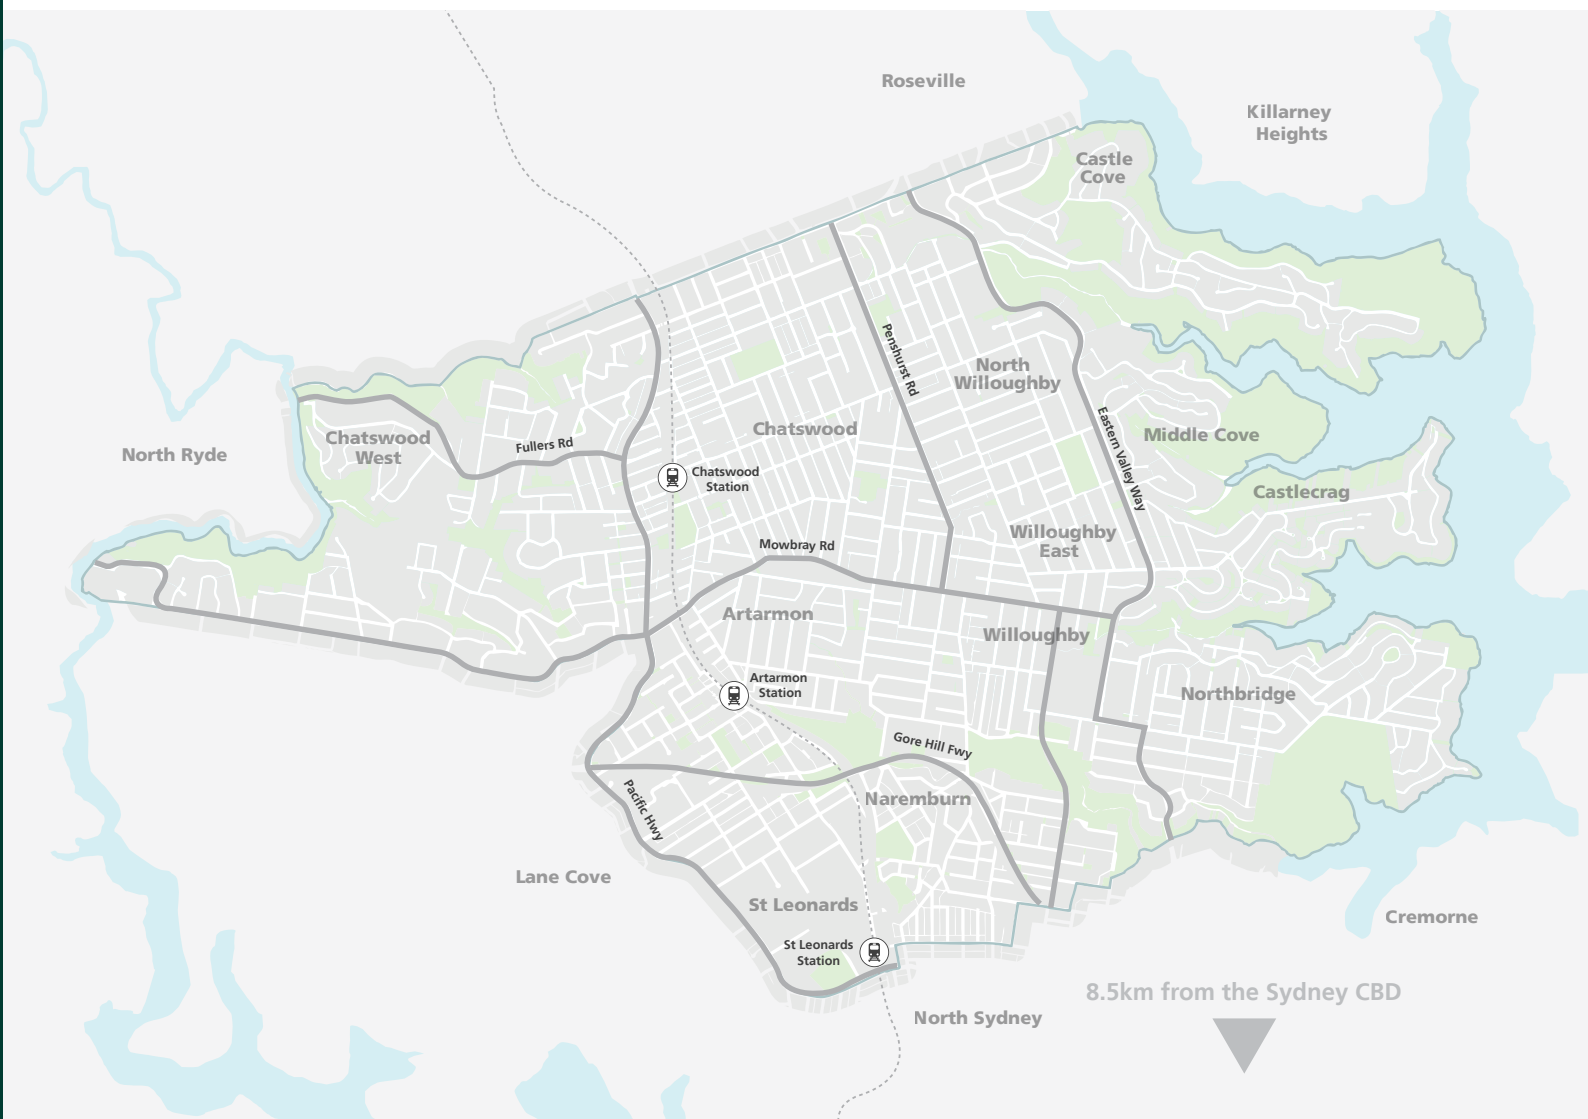 Roseville
Killarney
Heights
Castle
Cove
Penshurst Rd
North
Willoughby
Chatswood
Eastern Valley Way
Middle Cove
Chatswood
West
Fullers Rd
North Ryde
Chatswood
Station
Castlecrag
Willoughby
East
Mowbray Rd
Artarmon
Willoughby
Artarmon
Station
Northbridge
Gore Hill Fwy
Pacific Hwy
Naremburn
Lane Cove
St Leonards
Cremorne
St Leonards
Station
8.5km from the Sydney CBD
North Sydney